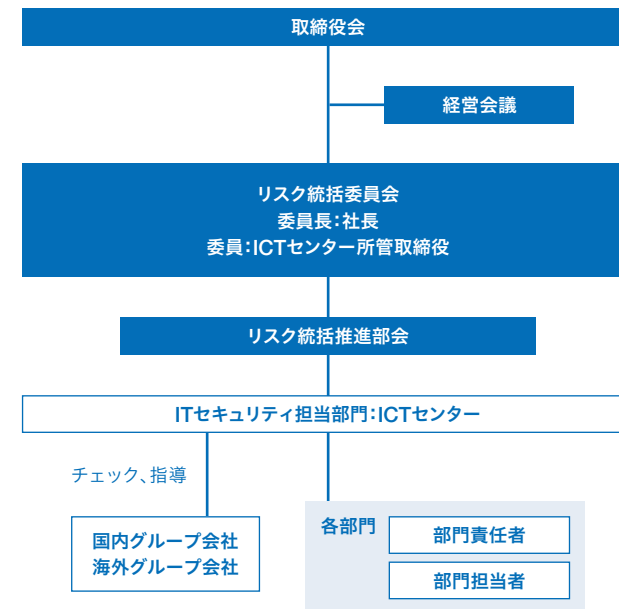 取締役会
経営会議
リスク統括委員会
委員長：社長
委員：ICTセンター所管取締役
リスク統括推進部会
ITセキュリティ担当部門：ICTセンター
チェック、指導
国内グループ会社
海外グループ会社
各部門
部門責任者
部門担当者